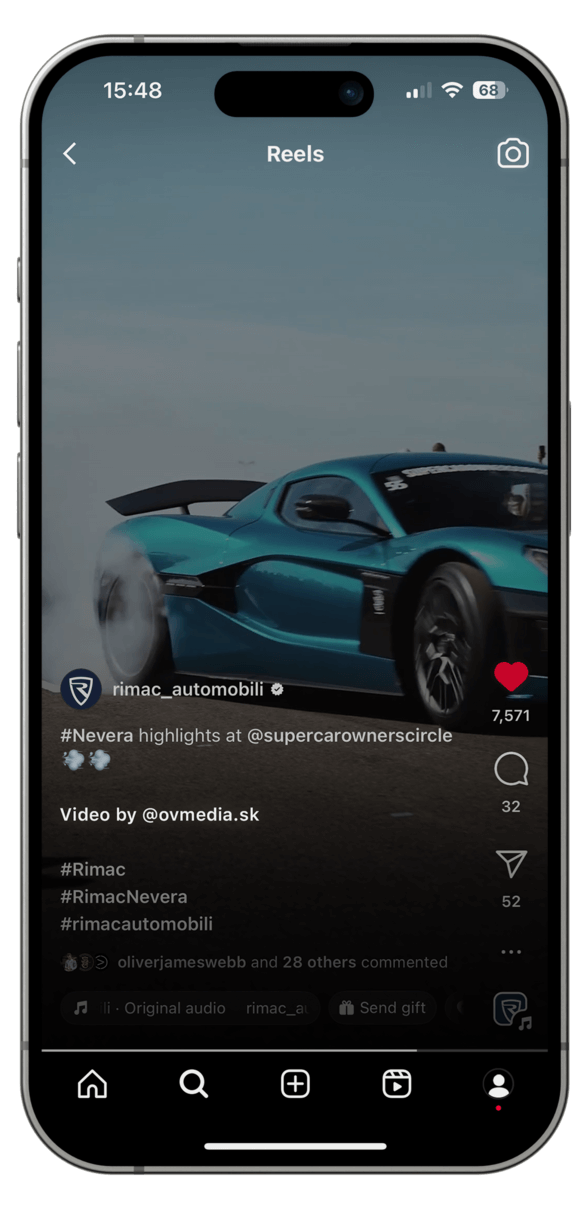 15:48
68
Reels
rimac_automobili
#Nevera highlights at @supercarownerscircle
💨 💨
Video by @ovmedia.sk
#Rimac
#RimacNevera
#rimacautomobili
oliverjameswebb and 28 others commented
li · Original audio rimac_a
Send gift
7,571
32
52